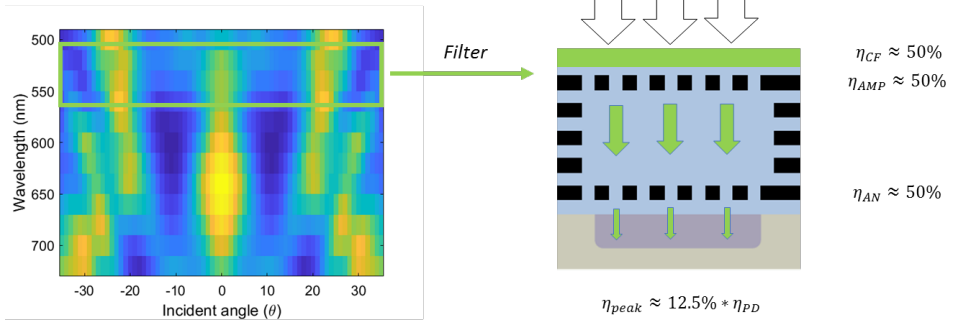 500
550
600
650
700
Wavelength (nm)
-30 -20 -10 0 10 20 30
Incident angle (θ)
Filter
η_CF ≈ 50%
η_AMP ≈ 50%
η_AN ≈ 50%
η_peak ≈ 12.5% * η_PD